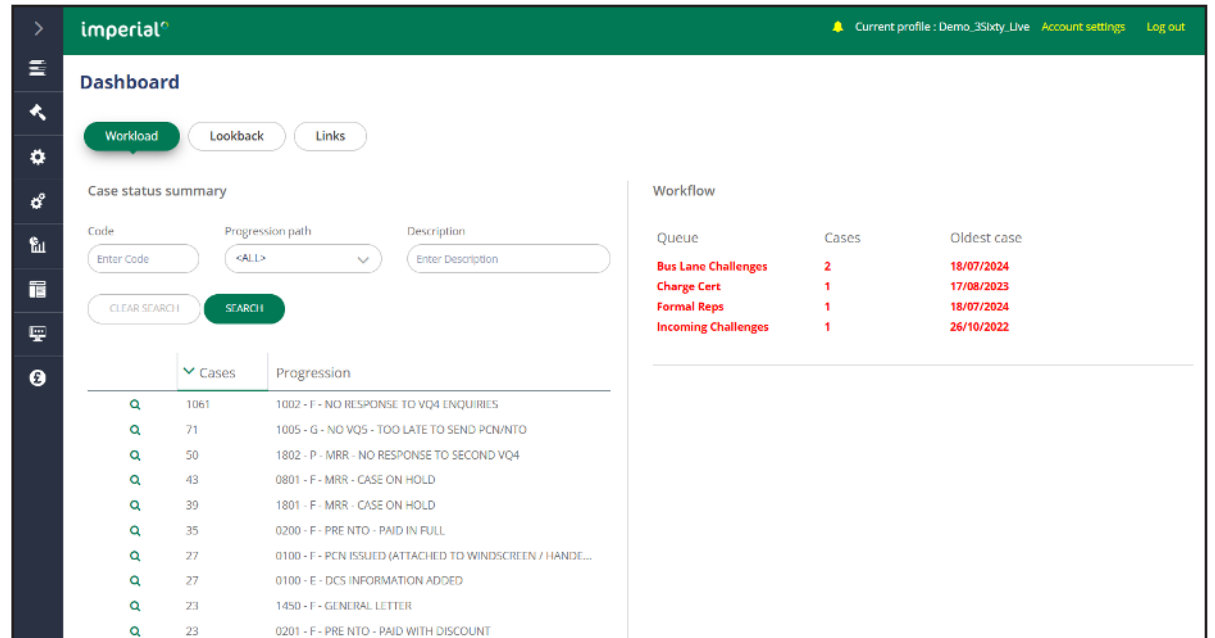 imperial
Current profile : Demo_3Sixty_Live Account settings Log out
Dashboard
Workload Lookback Links
Case status summary
Code Progression path Description
Enter Code <ALL> Enter Description
CLEAR SEARCH SEARCH
Cases Progression
1061 1002 - F - NO RESPONSE TO VQ4 ENQUIRIES
71 1005 - G - NO VQ5 - TOO LATE TO SEND PCN/NTO
50 1802 - P - MRR - NO RESPONSE TO SECOND VQ4
43 0801 - F - MRR - CASE ON HOLD
39 1801 - F - MRR - CASE ON HOLD
35 0200 - F - PRE NTO - PAID IN FULL
27 0100 - F - PCN ISSUED (ATTACHED TO WINDSCREEN / HANDE...
27 0100 - E - DCS INFORMATION ADDED
23 1450 - F - GENERAL LETTER
23 0201 - F - PRE NTO - PAID WITH DISCOUNT
Workflow
Queue Cases Oldest case
Bus Lane Challenges 2 18/07/2024
Charge Cert 1 17/08/2023
Formal Reps 1 18/07/2024
Incoming Challenges 1 26/10/2022